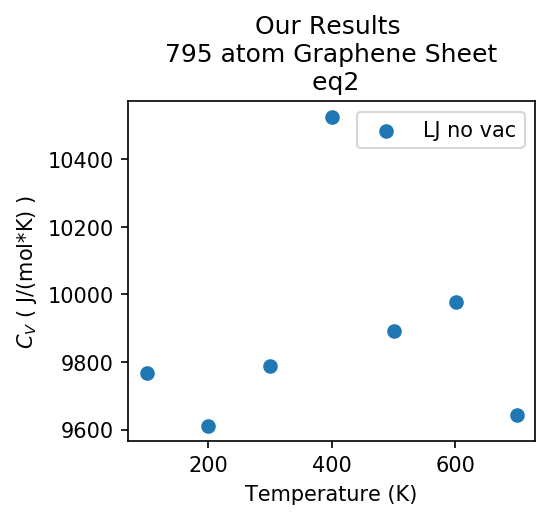 Our Results
795 atom Graphene Sheet
eq2
LJ no vac
10400
10200
10000
9800
9600
C_V ( J/(mol*K) )
200
400
600
Temperature (K)